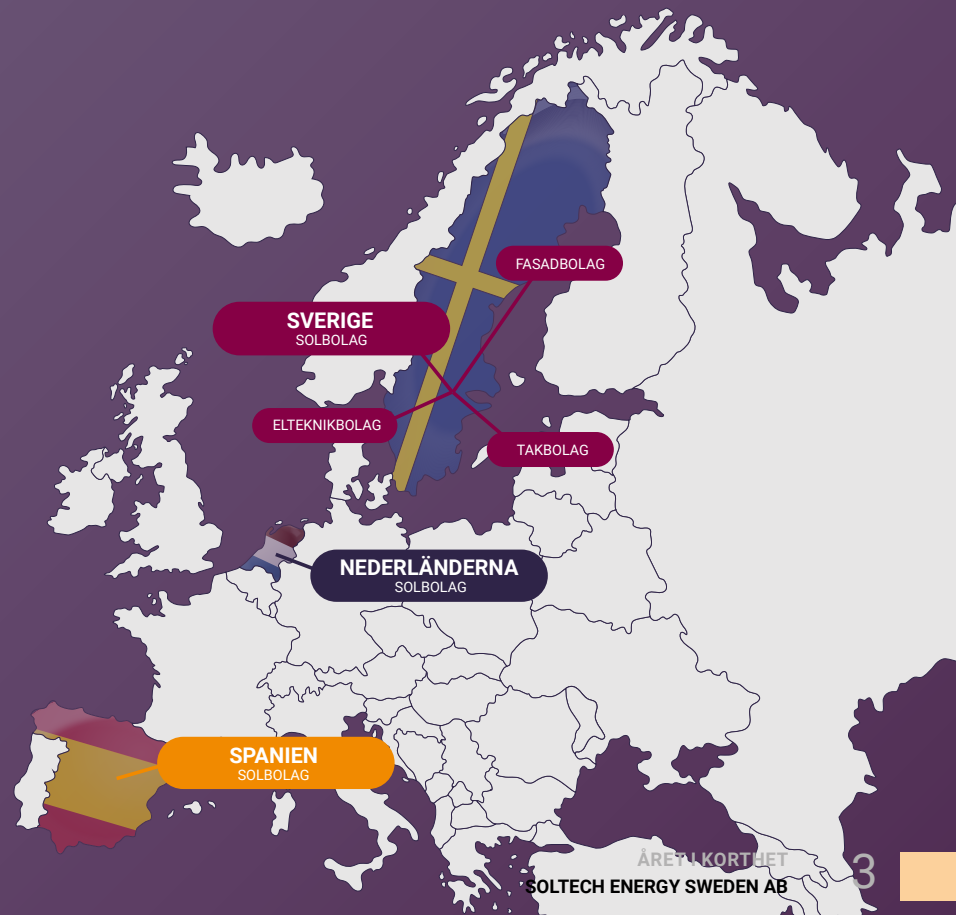 FASADBOLAG
SVERIGE
SOLBOLAG
ELTEKNIKBOLAG
TAKBOLAG
NEDERLÄNDERNA
SOLBOLAG
SPANIEN
SOLBOLAG
ÅRET I KORTHET
SOLTECH ENERGY SWEDEN AB
3